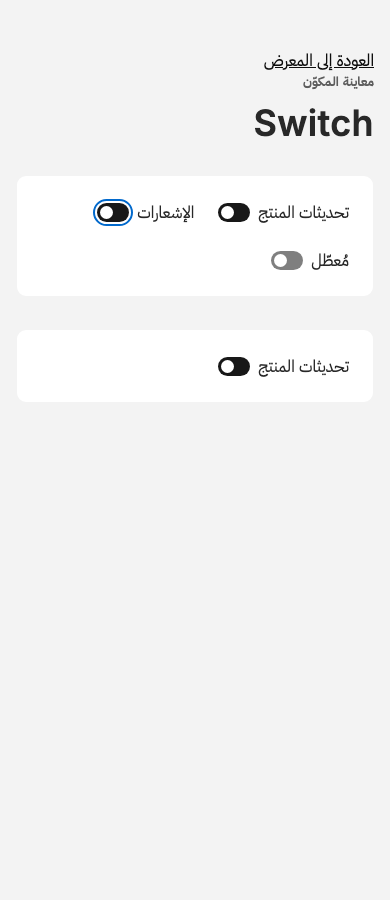 العودة إلى المعرض
معاينة المكوّن
Switch
تحديثات المنتج الإشعارات
مُعطّل
تحديثات المنتج